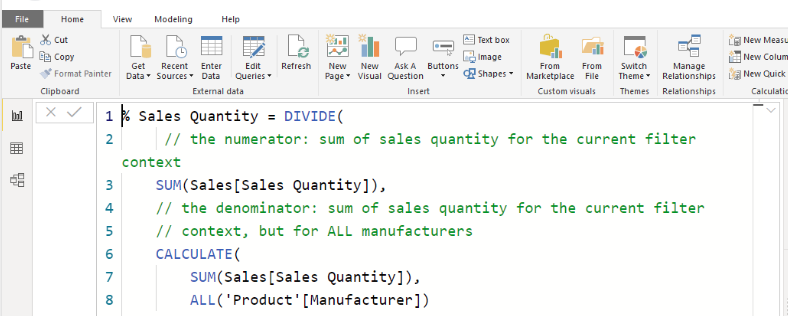 File Home View Modeling Help
Cut
Copy
Format Painter
Paste
Get Data
Recent Sources
Enter Data
Edit Queries
Refresh
New Page
New Visual
Ask A Question
Buttons
Text box
Image
Shapes
From Marketplace
From File
Switch Theme
Manage Relationships
New Measu
New Colum
New Quick
Clipboard External data Insert Custom visuals Themes Relationships Calculatio
1 % Sales Quantity = DIVIDE(
2 // the numerator: sum of sales quantity for the current filter
context
3 SUM(Sales[Sales Quantity]),
4 // the denominator: sum of sales quantity for the current filter
5 // context, but for ALL manufacturers
6 CALCULATE(
7 SUM(Sales[Sales Quantity]),
8 ALL('Product'[Manufacturer])